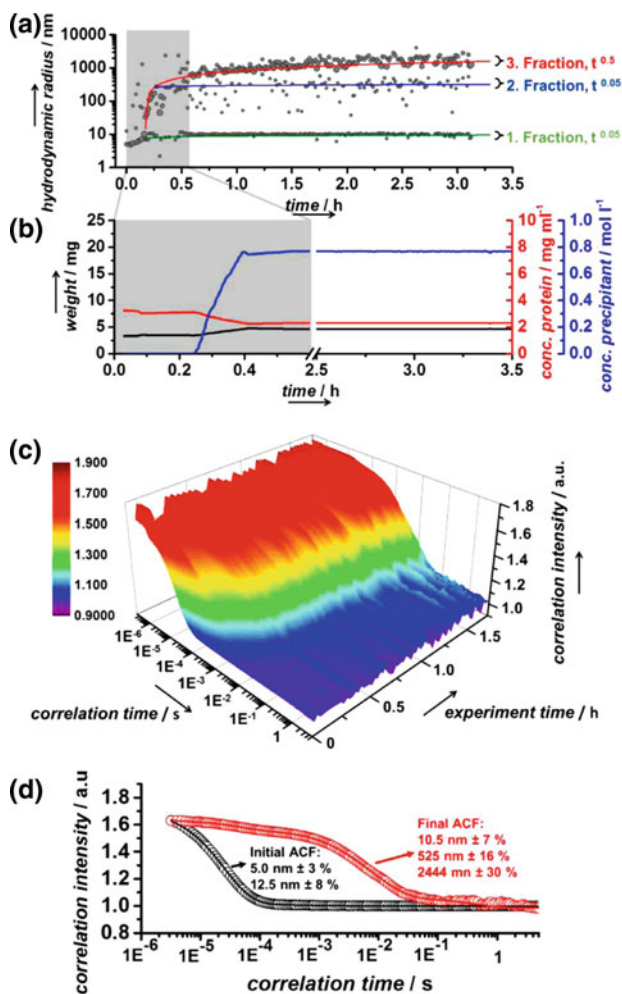 (a)
hydrodynamic radius / nm
10000
1000
100
10
1
3. Fraction, t0.5
2. Fraction, t0.05
1. Fraction, t0.05
0.0 0.5 1.0 1.5 2.0 2.5 3.0 3.5
time / h
(b)
weight / mg
25
20
15
10
5
0
10
8
6
4
2
0
conc. protein / mg ml-1
1.0
0.8
0.6
0.4
0.2
0.0
conc. precipitant / mol l-1
0.0 0.2 0.4 2.5 3.0 3.5
time / h
(c)
1.900
1.700
1.500
1.300
1.100
0.9000
1.8
1.6
1.4
1.2
1.0
correlation intensity / a.u.
1E-6
1E-5
1E-4
1E-3
1E-2
1E-1
1
correlation time / s
0
0.5
1.0
1.5
experiment time / h
(d)
correlation intensity / a.u
1.8
1.6
1.4
1.2
1.0
0.8
Initial ACF:
5.0 nm ± 3 %
12.5 nm ± 8 %
Final ACF:
10.5 nm ± 7 %
525 nm ± 16 %
2444 mn ± 30 %
1E-6 1E-5 1E-4 1E-3 1E-2 1E-1 1
correlation time / s